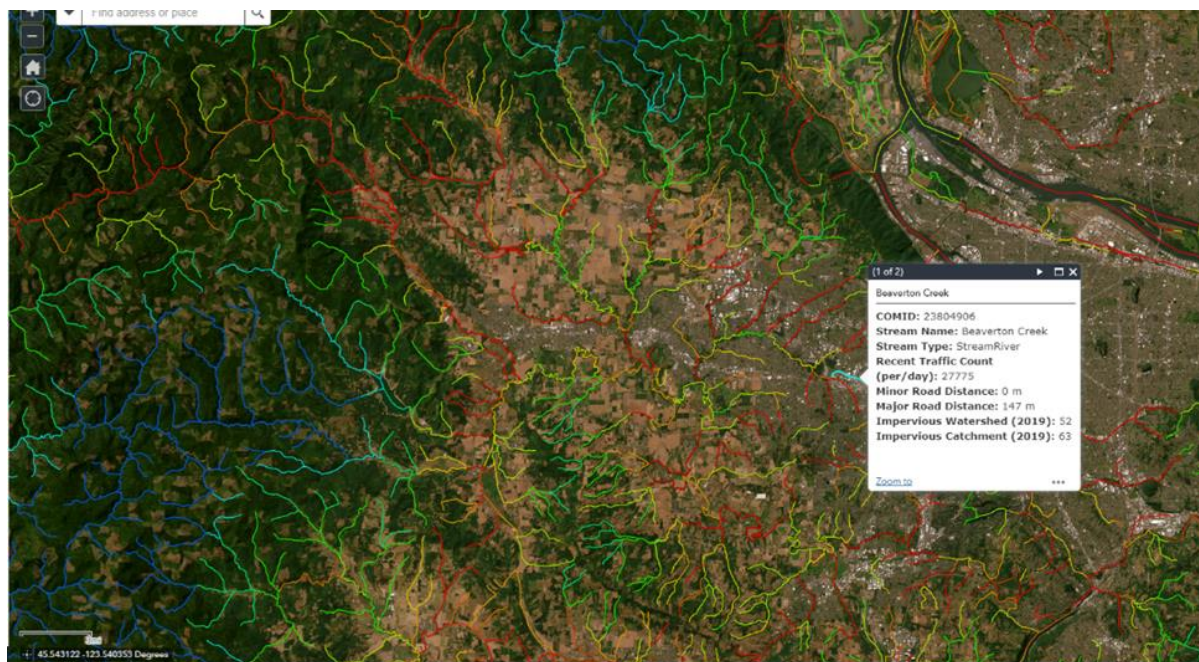 Find address or place
(1 of 2)
Beaverton Creek
COMID: 23804906
Stream Name: Beaverton Creek
Stream Type: StreamRiver
Recent Traffic Count
(per/day): 27775
Minor Road Distance: 0 m
Major Road Distance: 147 m
Impervious Watershed (2019): 52
Impervious Catchment (2019): 63
Zoom to
45.543122 -123.540353 Degrees